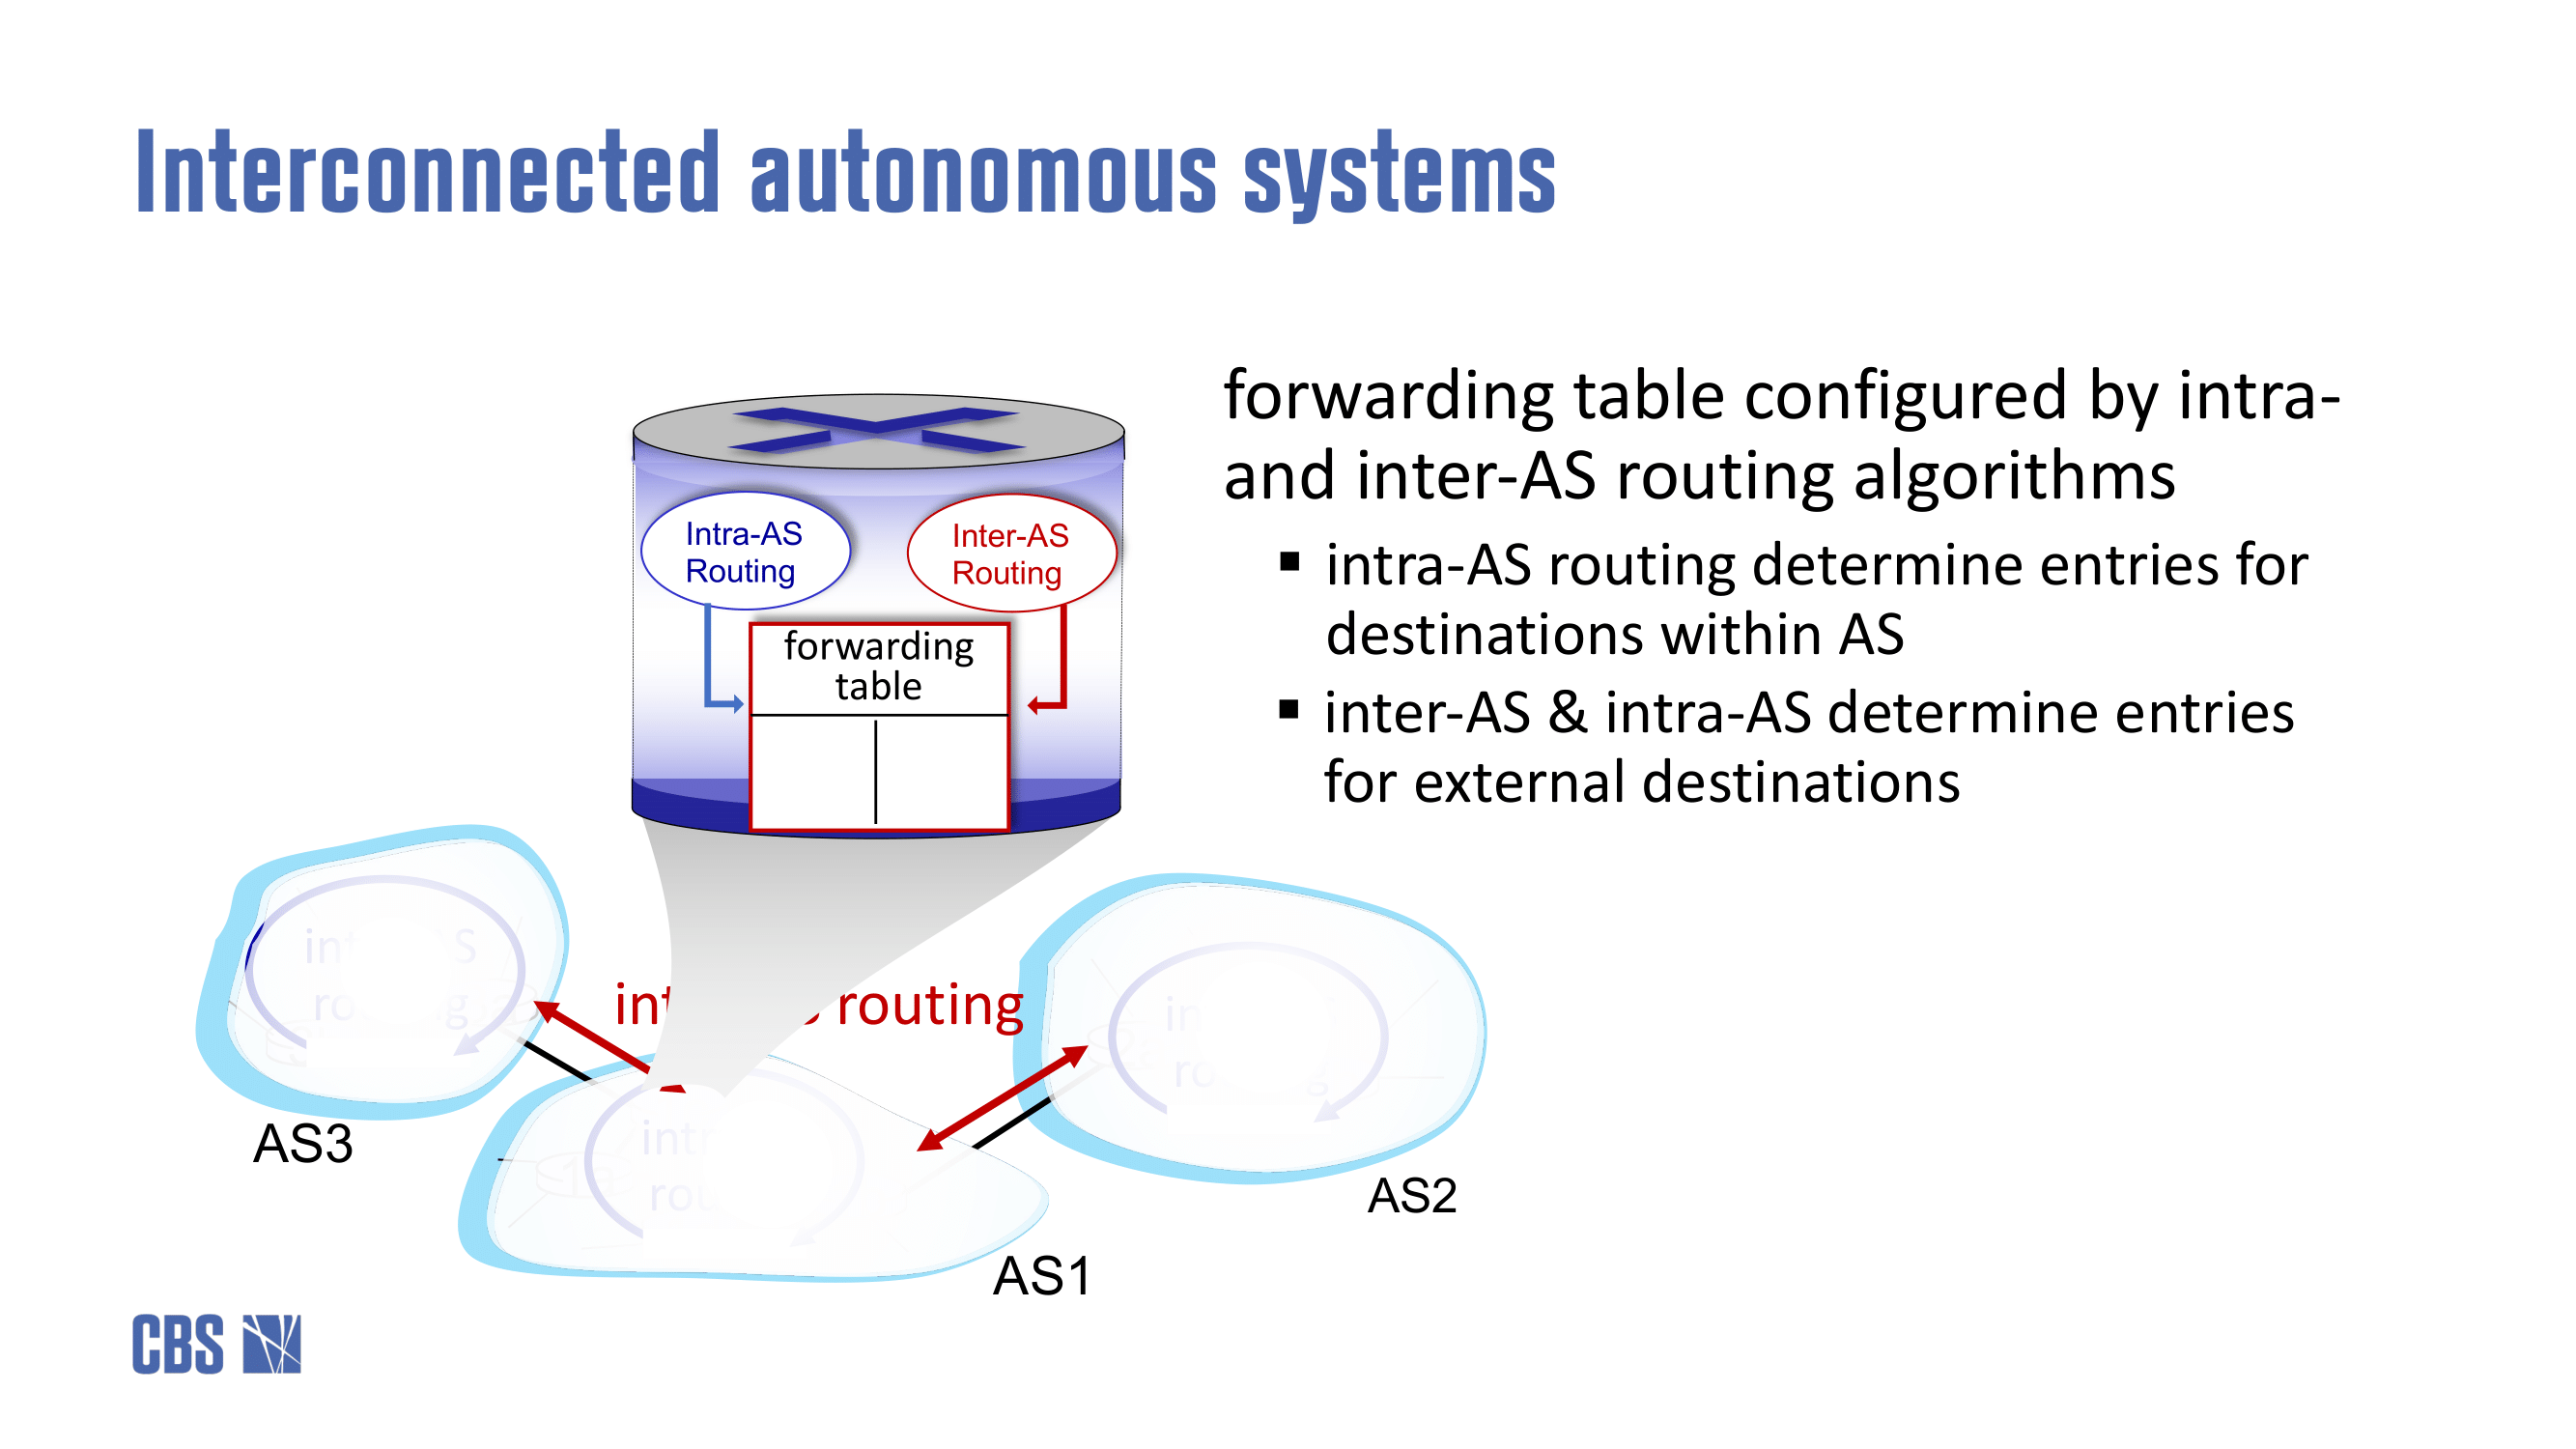 Interconnected autonomous systems
forwarding table configured by intra-
and inter-AS routing algorithms
▪ intra-AS routing determine entries for
destinations within AS
▪ inter-AS & intra-AS determine entries
for external destinations
Intra-AS
Routing
Inter-AS
Routing
forwarding
table
routing
AS3
AS2
AS1
CBS